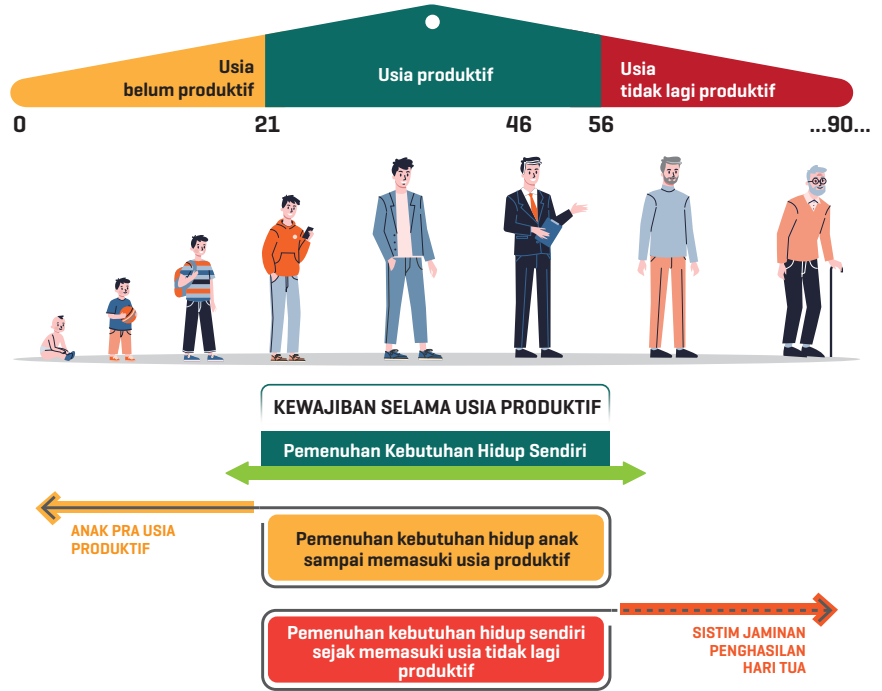 Usia
belum produktif
Usia produktif
Usia
tidak lagi produktif
0
21
46
56
...90...
KEWAJIBAN SELAMA USIA PRODUKTIF
Pemenuhan Kebutuhan Hidup Sendiri
ANAK PRA USIA
PRODUKTIF
Pemenuhan kebutuhan hidup anak
sampai memasuki usia produktif
Pemenuhan kebutuhan hidup sendiri
sejak memasuki usia tidak lagi
produktif
SISTIM JAMINAN
PENGHASILAN
HARI TUA